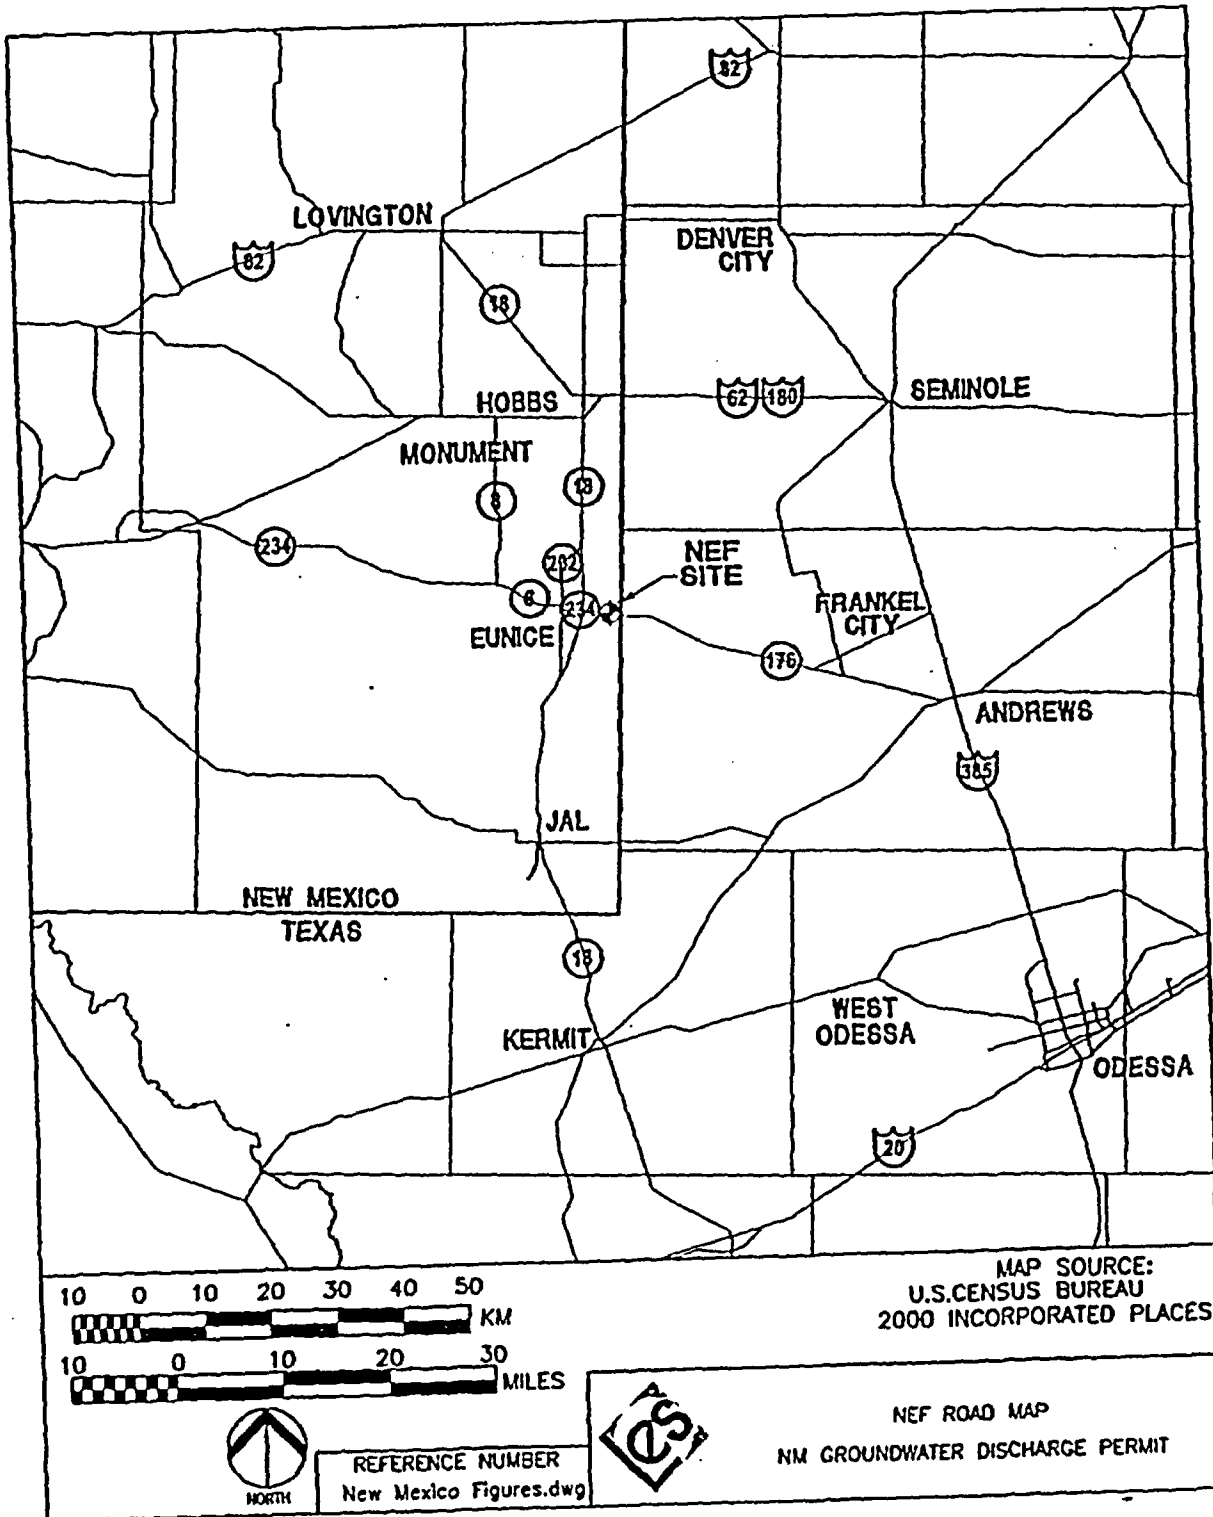 82
LOVINGTON
DENVER
CITY
82
18
HOBBS
62
180
SEMINOLE
MONUMENT
8
18
234
202
NEF
SITE
8
234
FRANKEL
CITY
EUNICE
176
ANDREWS
385
JAL
NEW MEXICO
TEXAS
18
WEST
ODESSA
KERMIT
ODESSA
20
10 0 10 20 30 40 50
KM
10 0 10 20 30
MILES
MAP SOURCE:
U.S.CENSUS BUREAU
2000 INCORPORATED PLACES
NORTH
REFERENCE NUMBER
New Mexico Figures.dwg
es
NEF ROAD MAP
NM GROUNDWATER DISCHARGE PERMIT